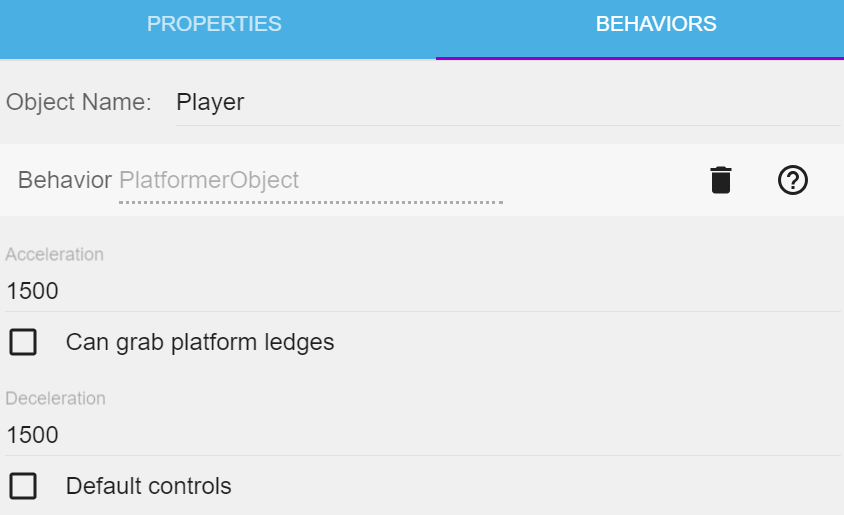 PROPERTIES BEHAVIORS
Object Name: Player
Behavior PlatformerObject
Acceleration
1500
Can grab platform ledges
Deceleration
1500
Default controls